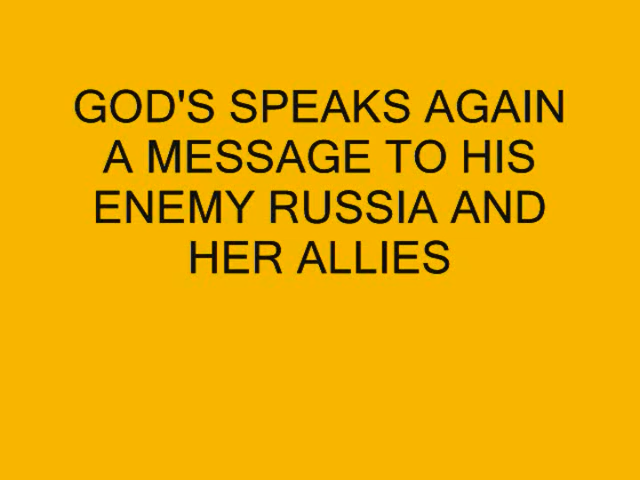 GOD'S SPEAKS AGAIN
A MESSAGE TO HIS
ENEMY RUSSIA AND
HER ALLIES